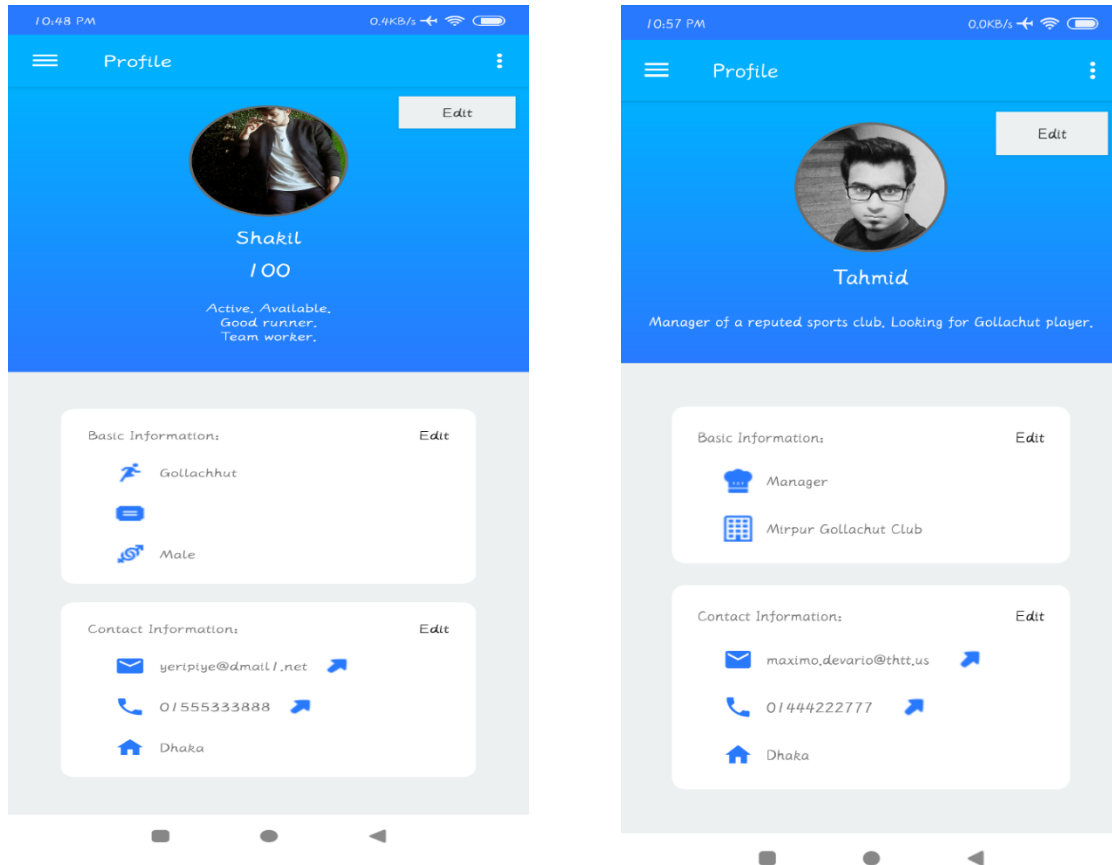 10:48 PM 0.4KB/s
Profile
Edit
Shakil
100
Active. Available.
Good runner.
Team worker.
Basic Information: Edit
Gollachhut
Male
Contact Information: Edit
yeripiye@dmail1.net
01555333888
Dhaka
10:57 PM 0.0KB/s
Profile
Edit
Tahmid
Manager of a reputed sports club. Looking for Gollachut player.
Basic Information: Edit
Manager
Mirpur Gollachut Club
Contact Information: Edit
maximo.devario@thtt.us
01444222777
Dhaka